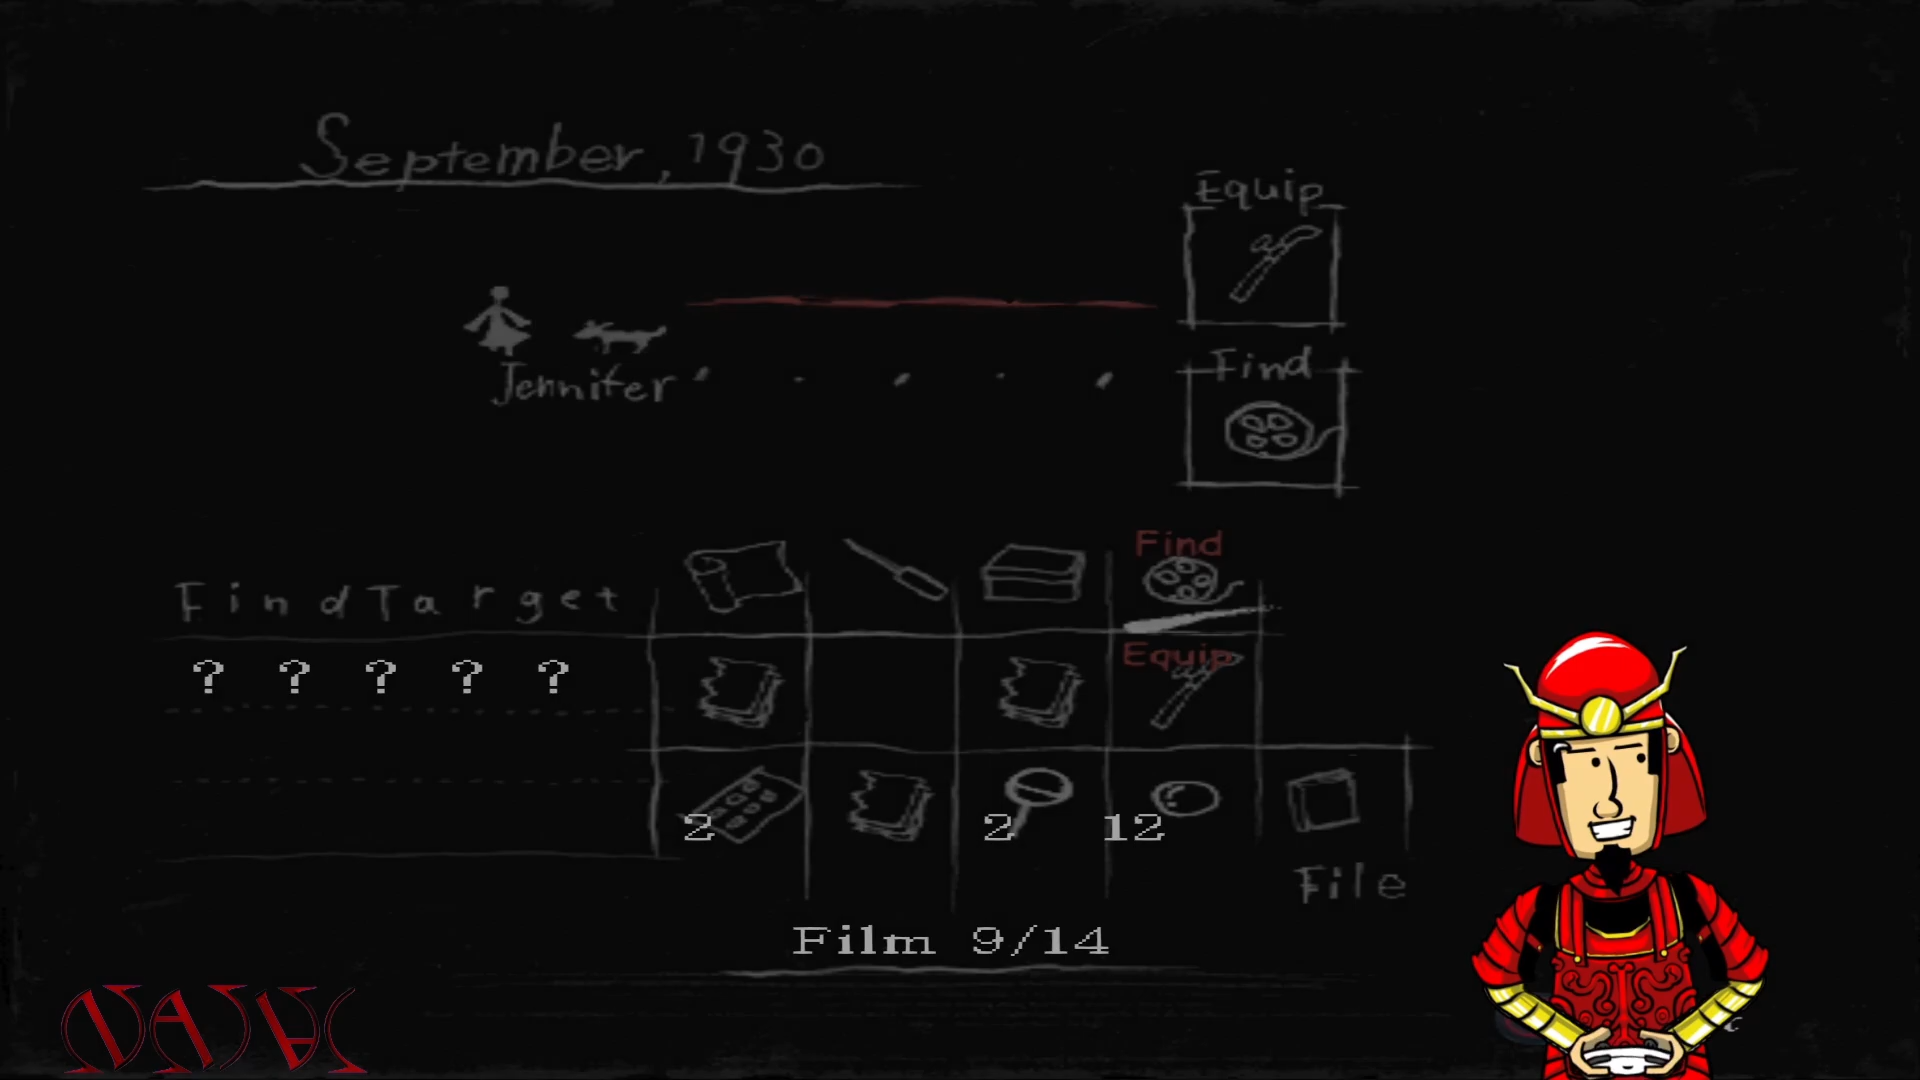 September, 1930
Equip
Jennifer
Find
Find
FindTarget
Equip
? ? ? ? ?
2 2 12
File
Film 9/14